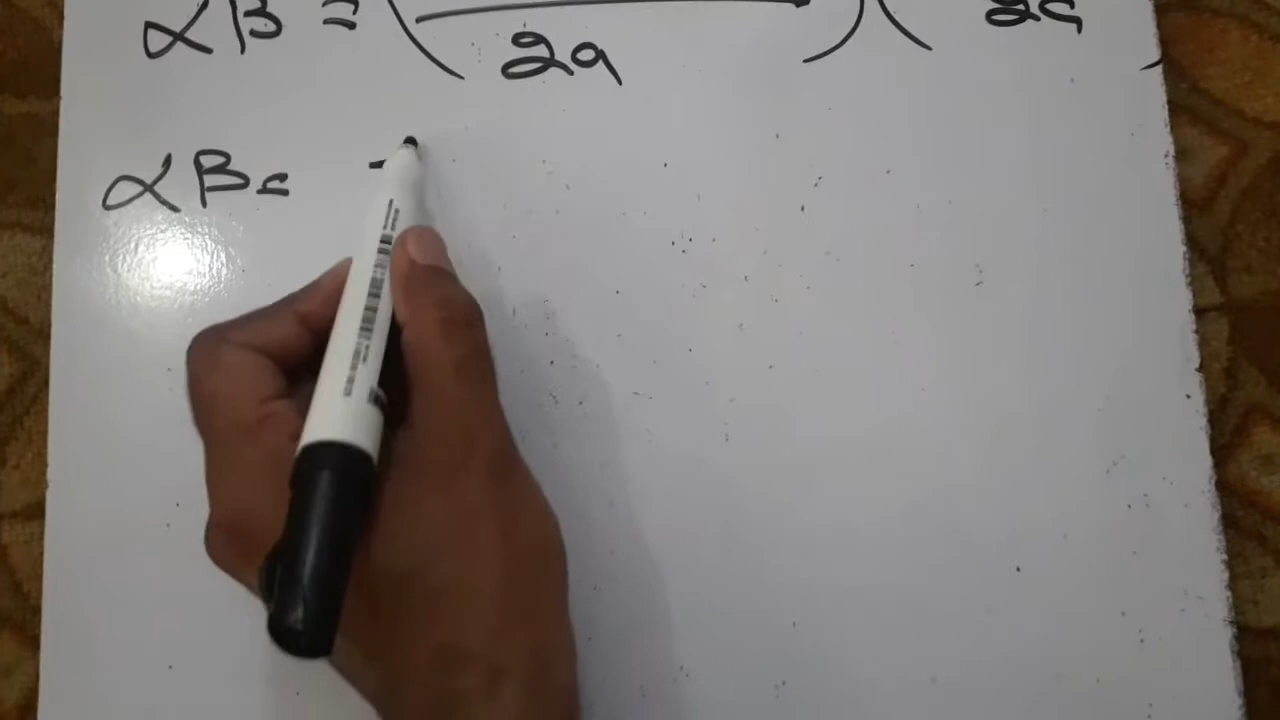 αβ = (———)(
2a 2a )
αβ = -